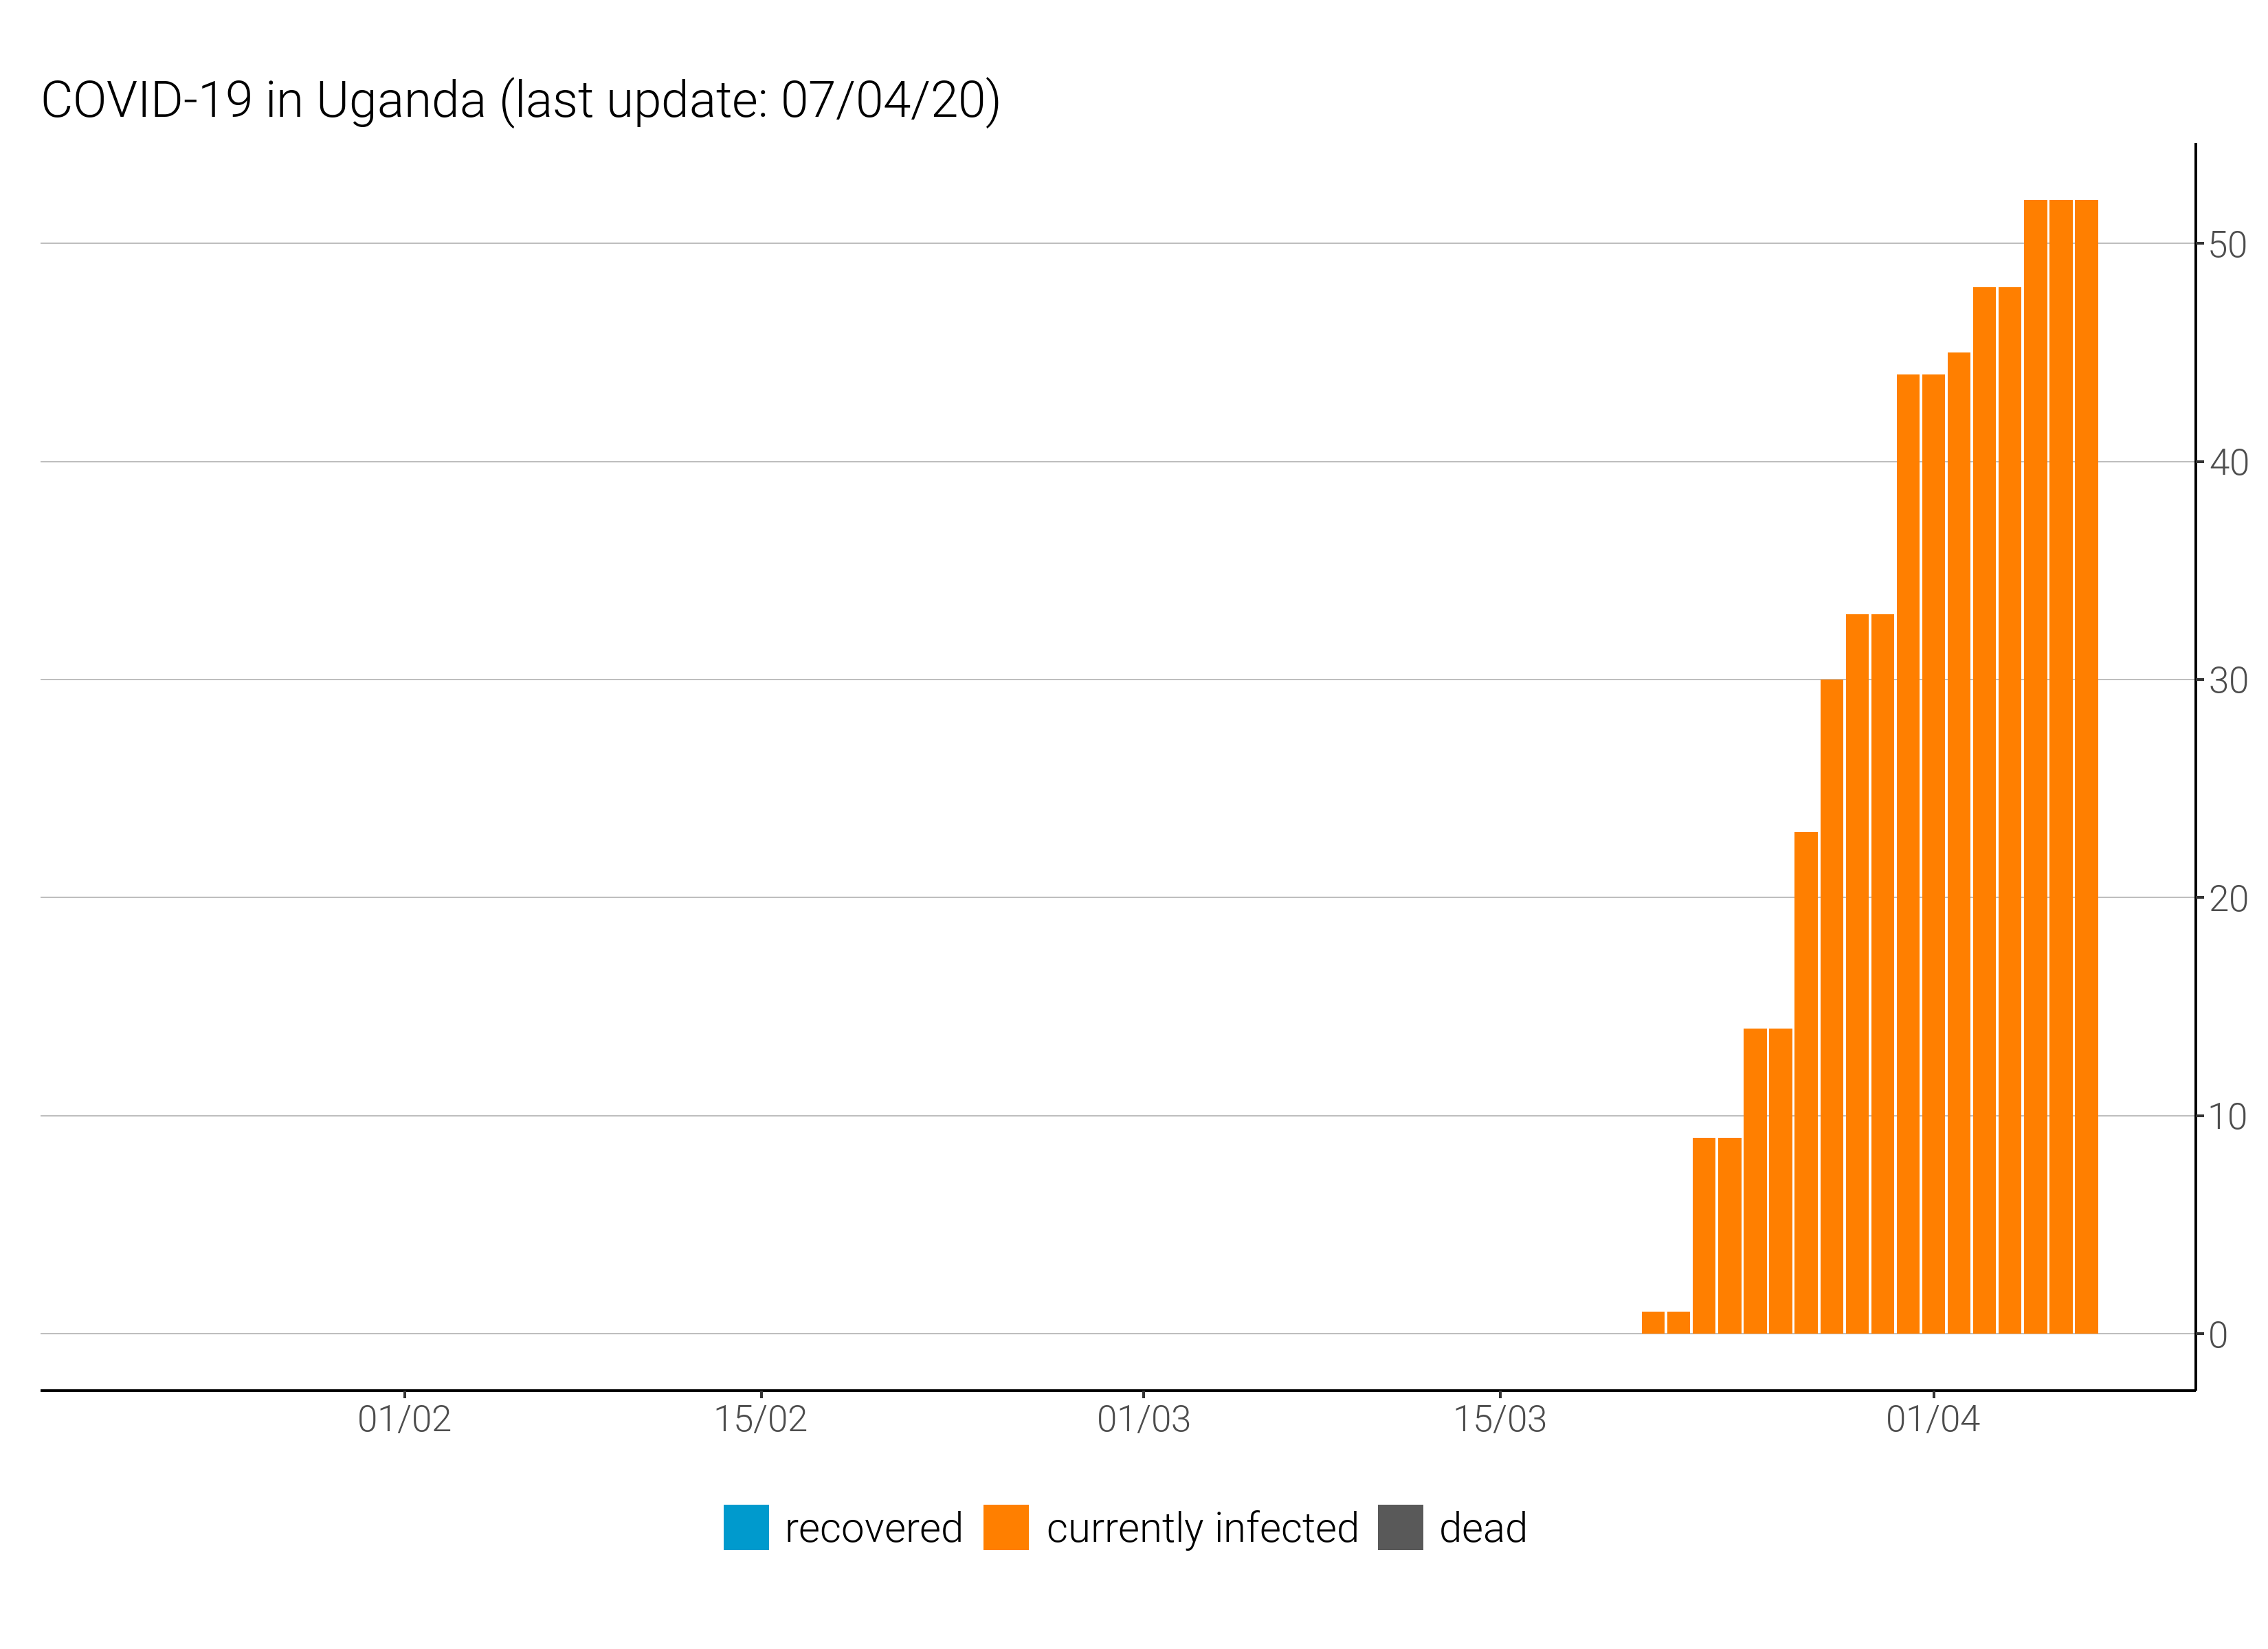 COVID-19 in Uganda (last update: 07/04/20)
50
40
30
20
10
0
01/02 15/02 01/03 15/03 01/04
recovered currently infected dead